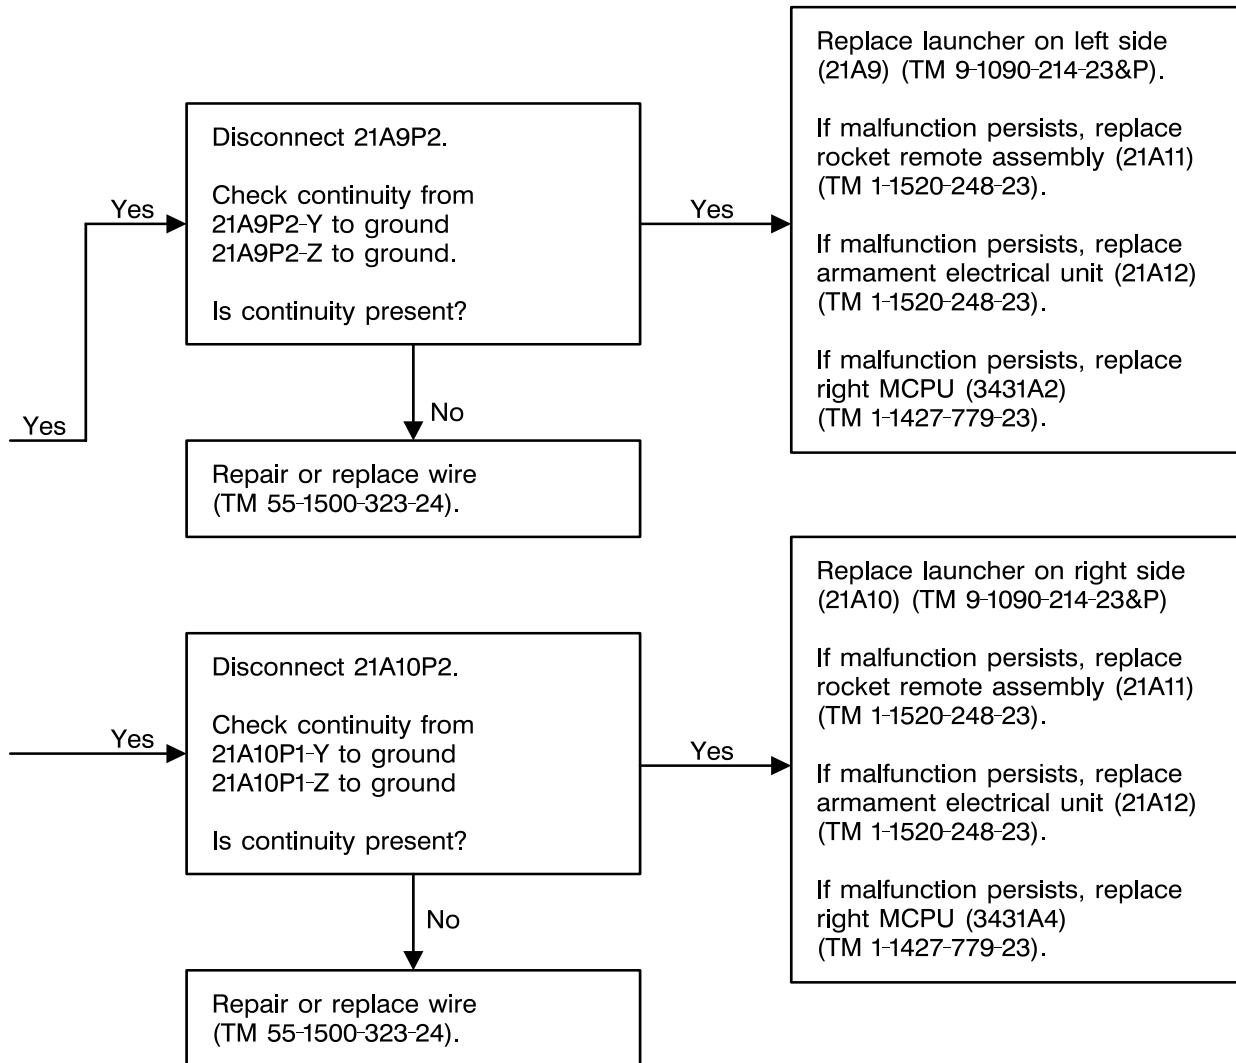 Yes
Yes
Disconnect 21A9P2.
Check continuity from
21A9P2-Y to ground
21A9P2-Z to ground.
Is continuity present?
Yes
Replace launcher on left side
(21A9) (TM 9-1090-214-23&P).
If malfunction persists, replace
rocket remote assembly (21A11)
(TM 1-1520-248-23).
If malfunction persists, replace
armament electrical unit (21A12)
(TM 1-1520-248-23).
If malfunction persists, replace
right MCPU (3431A2)
(TM 1-1427-779-23).
No
Repair or replace wire
(TM 55-1500-323-24).
Yes
Disconnect 21A10P2.
Check continuity from
21A10P1-Y to ground
21A10P1-Z to ground
Is continuity present?
Yes
Replace launcher on right side
(21A10) (TM 9-1090-214-23&P)
If malfunction persists, replace
rocket remote assembly (21A11)
(TM 1-1520-248-23).
If malfunction persists, replace
armament electrical unit (21A12)
(TM 1-1520-248-23).
If malfunction persists, replace
right MCPU (3431A4)
(TM 1-1427-779-23).
No
Repair or replace wire
(TM 55-1500-323-24).